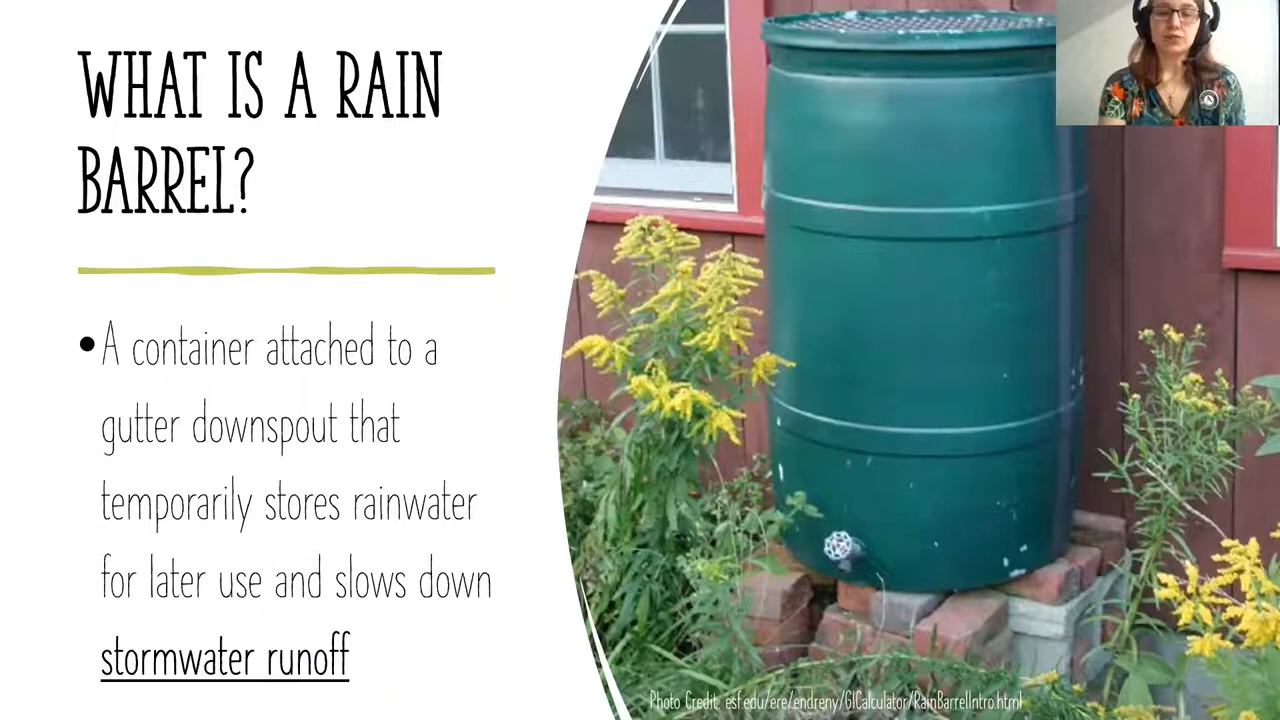 WHAT IS A RAIN
BARREL?
•A container attached to a
gutter downspout that
temporarily stores rainwater
for later use and slows down
stormwater runoff
Photo Credit: esf.edu/ere/endreny/GICalculator/RainBarrelIntro.html